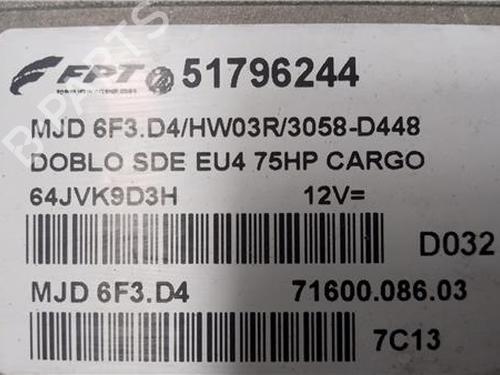 FPT 51796244
MJD 6F3.D4/HW03R/3058-D448
DOBLO SDE EU4 75HP CARGO
64JVK9D3H 12V=
D032
MJD 6F3.D4 71600.086.03
7C13
B-PARTS